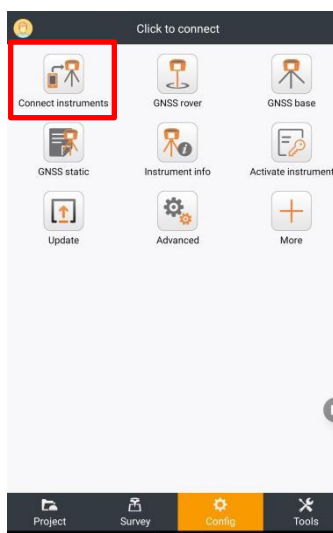 Click to connect
Connect instruments
GNSS rover
GNSS base
GNSS static
Instrument info
Activate instrument
Update
Advanced
More
Project
Survey
Config
Tools